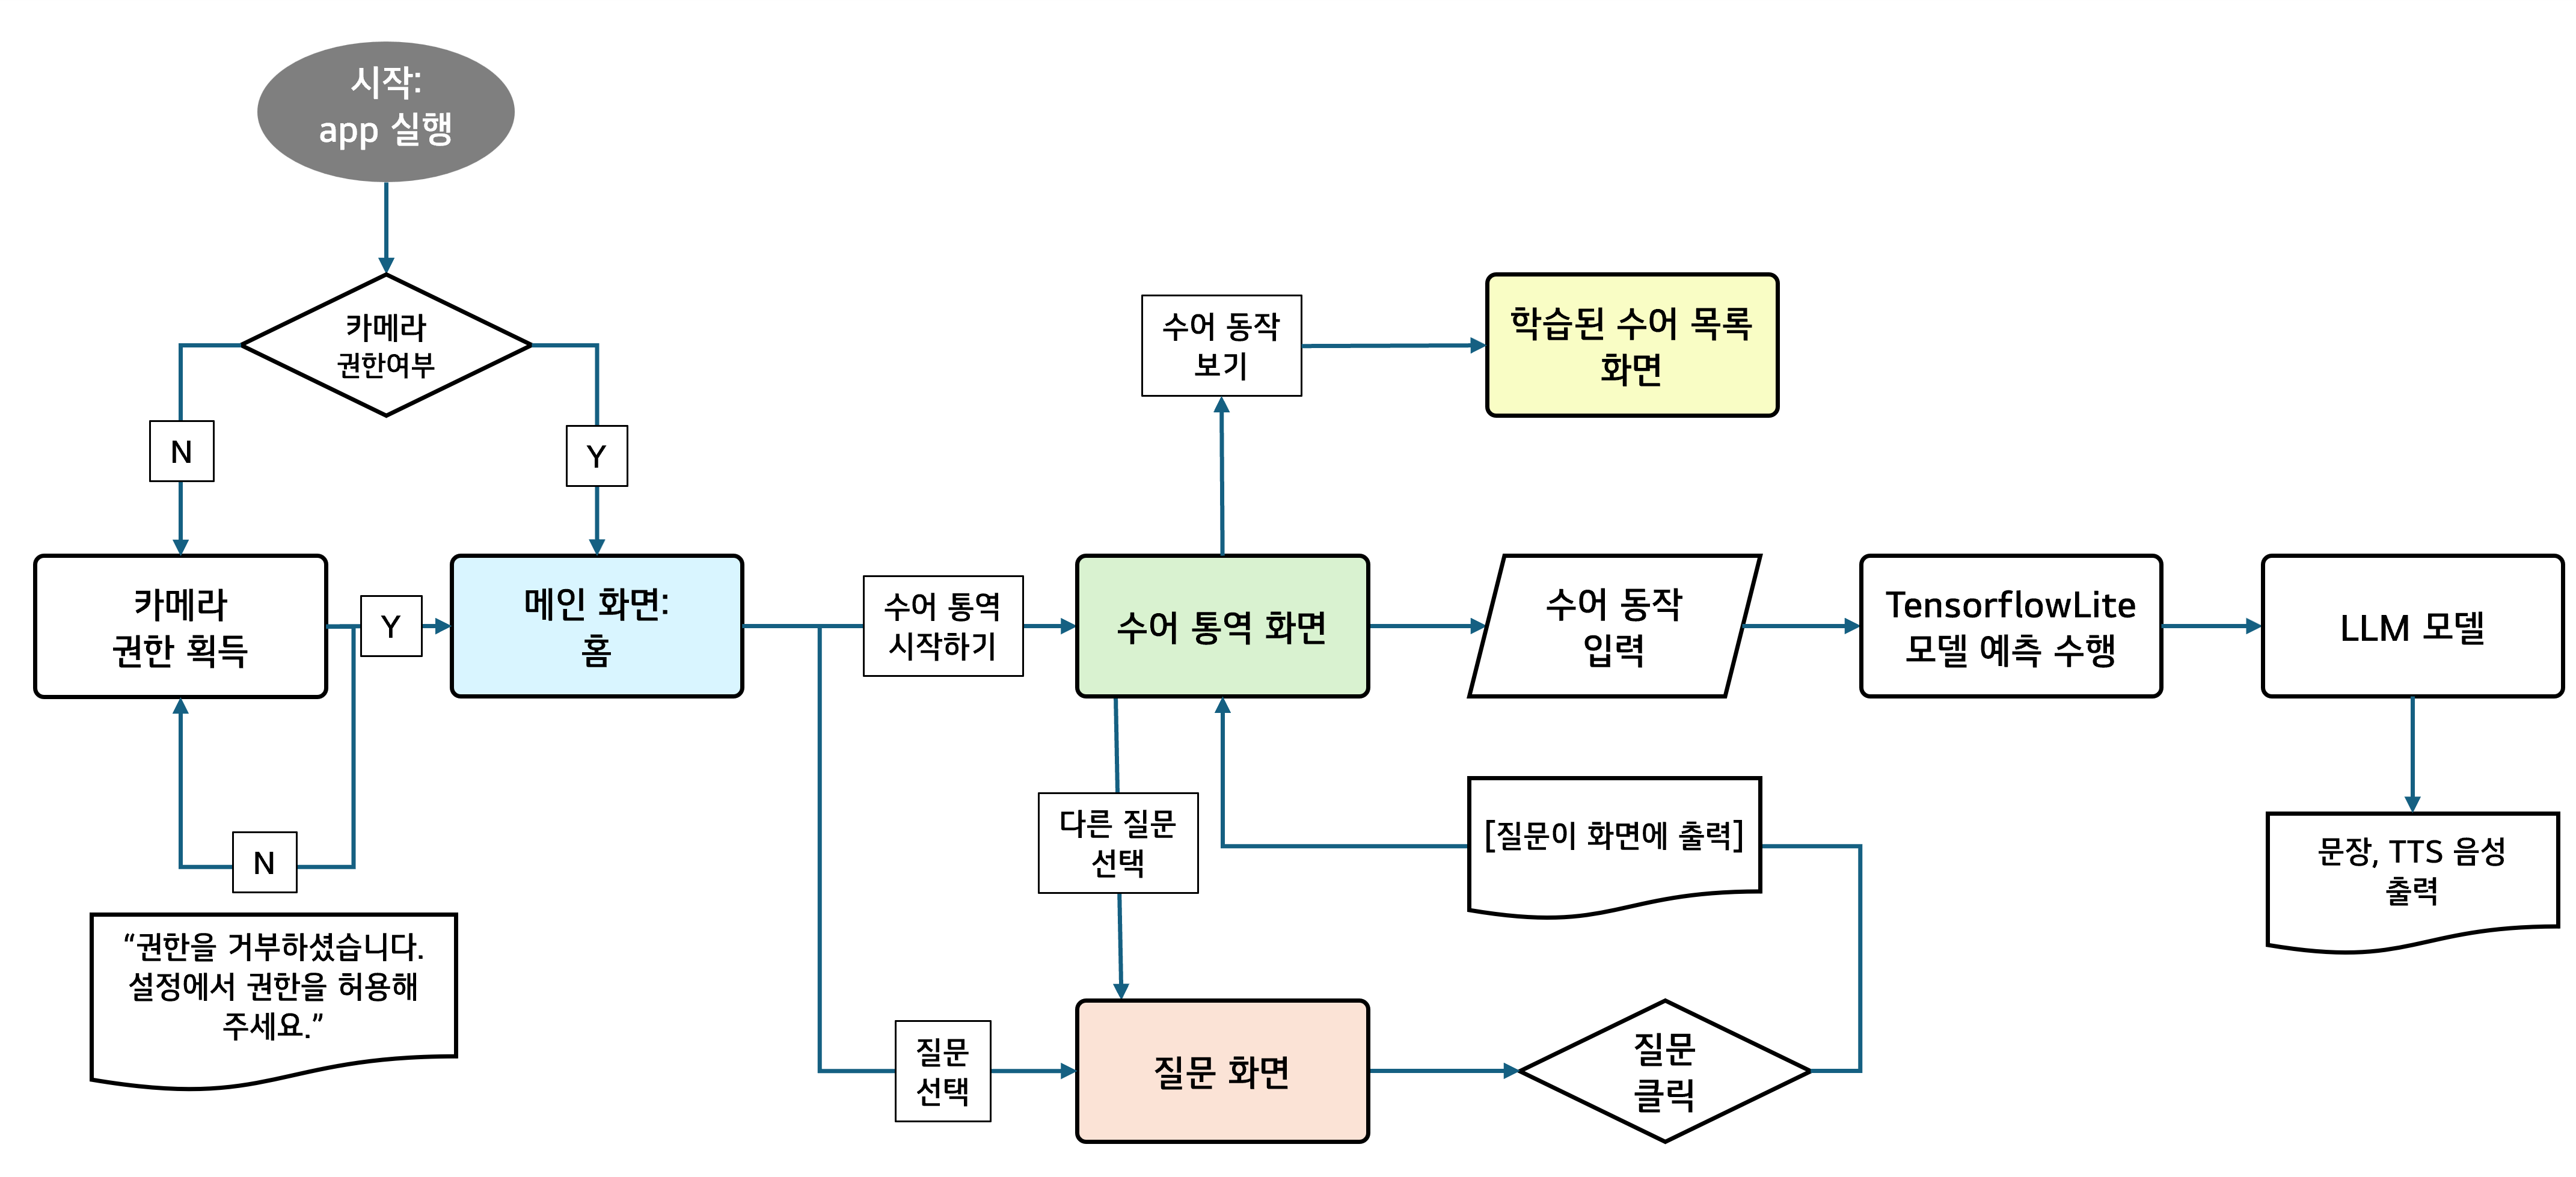 시작:
app 실행
카메라
권한여부
N
Y
카메라
권한 획득
Y
메인 화면:
홈
N
“권한을 거부하셨습니다.
설정에서 권한을 허용해
주세요.”
수어 통역
시작하기
수어 동작
보기
학습된 수어 목록
화면
수어 통역 화면
수어 동작
입력
TensorflowLite
모델 예측 수행
LLM 모델
다른 질문
선택
[질문이 화면에 출력]
문장, TTS 음성
출력
질문
선택
질문 화면
질문
클릭